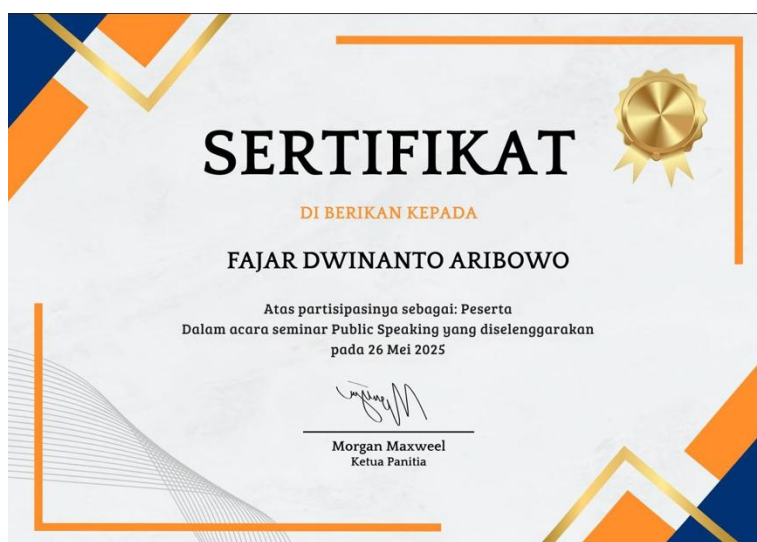 SERTIFIKAT
DI BERIKAN KEPADA
FAJAR DWINANTO ARIBOWO
Atas partisipasinya sebagai: Peserta
Dalam acara seminar Public Speaking yang diselenggarakan
pada 26 Mei 2025
Morgan Maxweel
Ketua Panitia